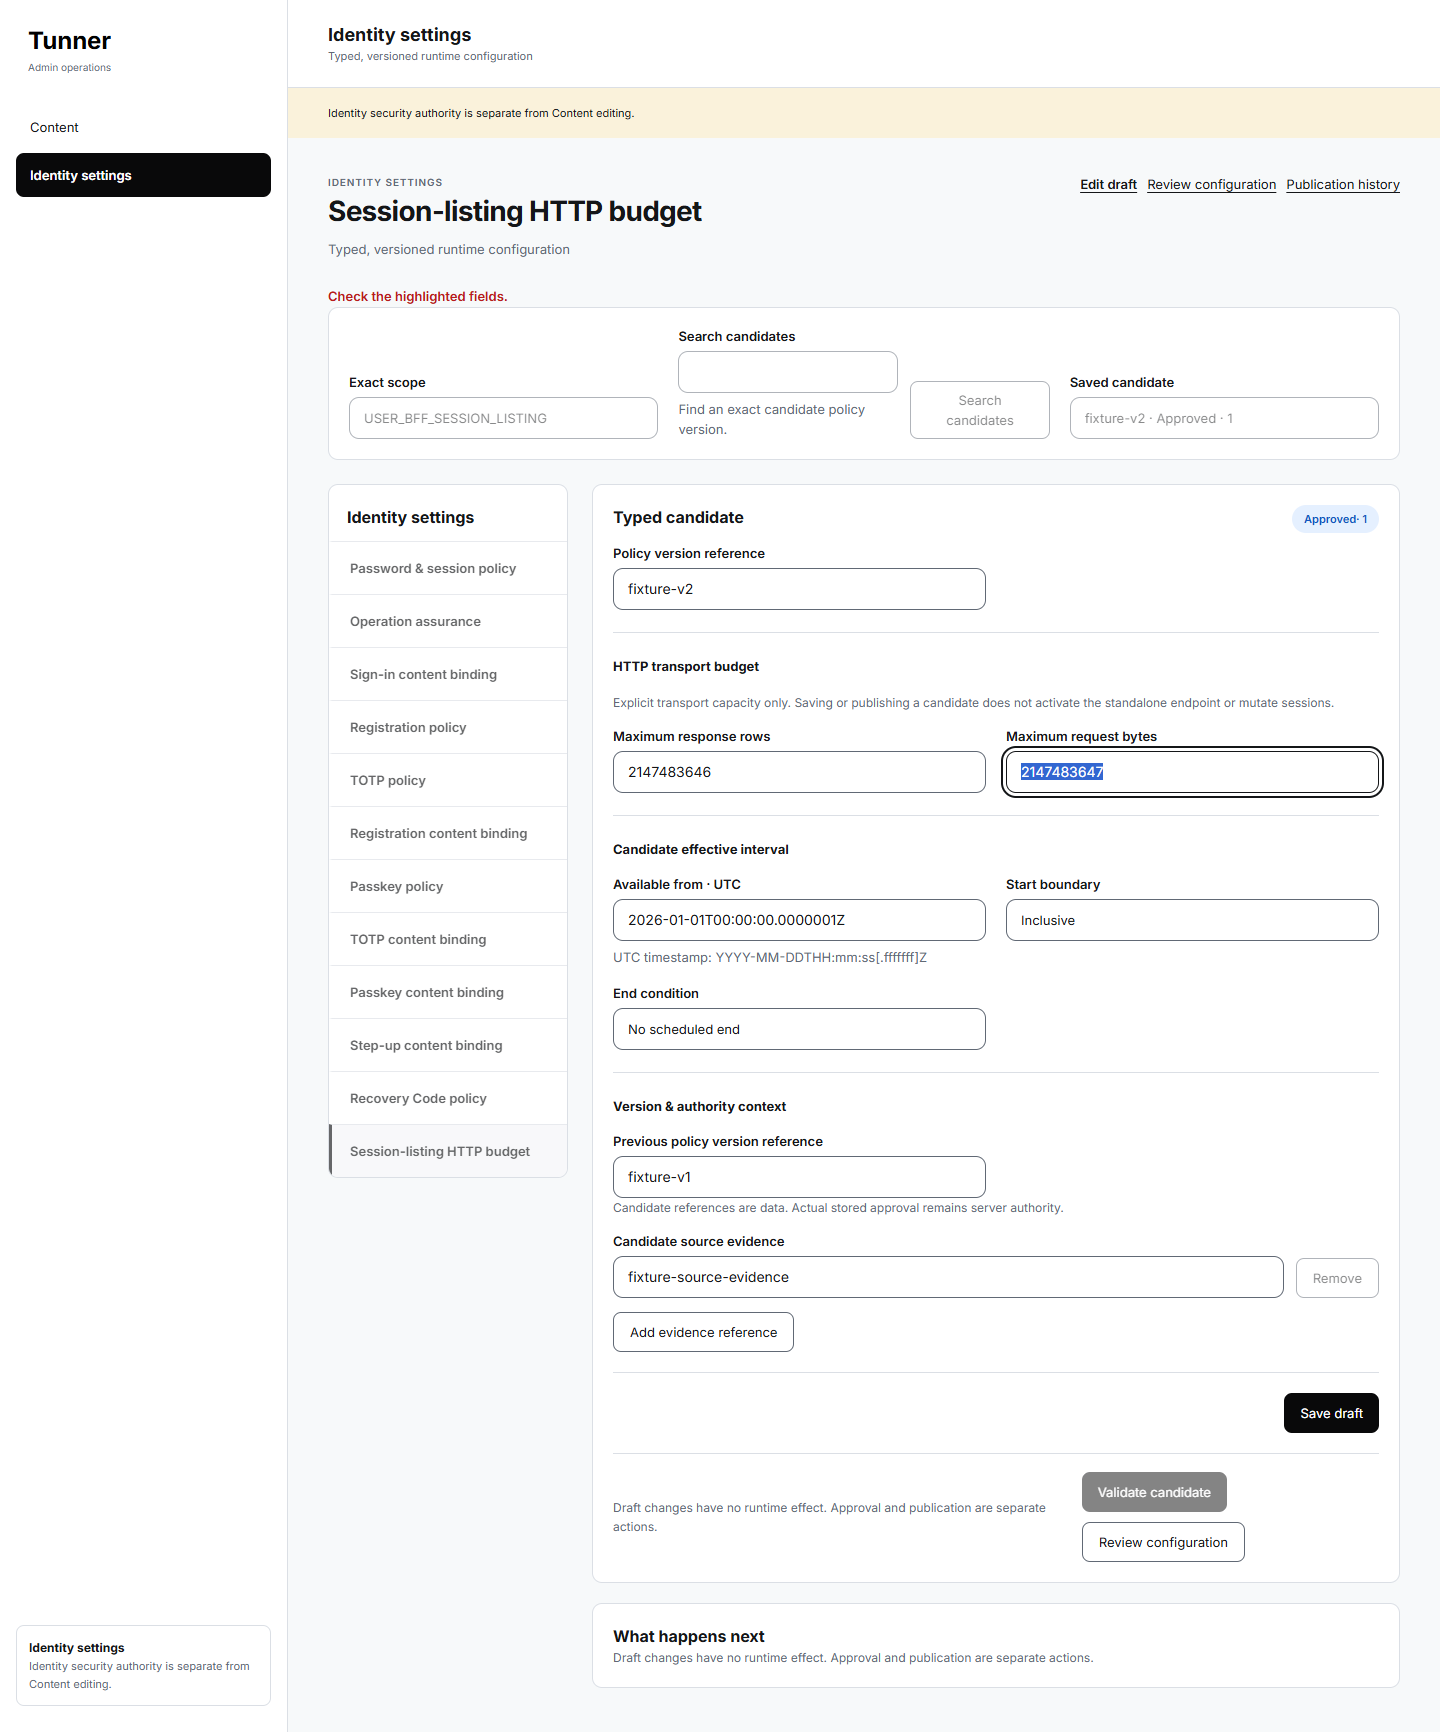 Tunner
Admin operations
Content
Identity settings
Identity settings
Identity security authority is separate from
Content editing.
Identity settings
Typed, versioned runtime configuration
Identity security authority is separate from Content editing.
IDENTITY SETTINGS
Session-listing HTTP budget
Typed, versioned runtime configuration
Edit draft Review configuration Publication history
Check the highlighted fields.
Exact scope
USER_BFF_SESSION_LISTING
Search candidates
Find an exact candidate policy
version.
Search
candidates
Saved candidate
fixture-v2 · Approved · 1
Identity settings
Password & session policy
Operation assurance
Sign-in content binding
Registration policy
TOTP policy
Registration content binding
Passkey policy
TOTP content binding
Passkey content binding
Step-up content binding
Recovery Code policy
Session-listing HTTP budget
Typed candidate
Approved· 1
Policy version reference
fixture-v2
HTTP transport budget
Explicit transport capacity only. Saving or publishing a candidate does not activate the standalone endpoint or mutate sessions.
Maximum response rows
2147483646
Maximum request bytes
2147483647
Candidate effective interval
Available from · UTC
2026-01-01T00:00:00.0000001Z
UTC timestamp: YYYY-MM-DDTHH:mm:ss[.fffffff]Z
Start boundary
Inclusive
End condition
No scheduled end
Version & authority context
Previous policy version reference
fixture-v1
Candidate references are data. Actual stored approval remains server authority.
Candidate source evidence
fixture-source-evidence
Remove
Add evidence reference
Save draft
Draft changes have no runtime effect. Approval and publication are separate
actions.
Validate candidate
Review configuration
What happens next
Draft changes have no runtime effect. Approval and publication are separate actions.